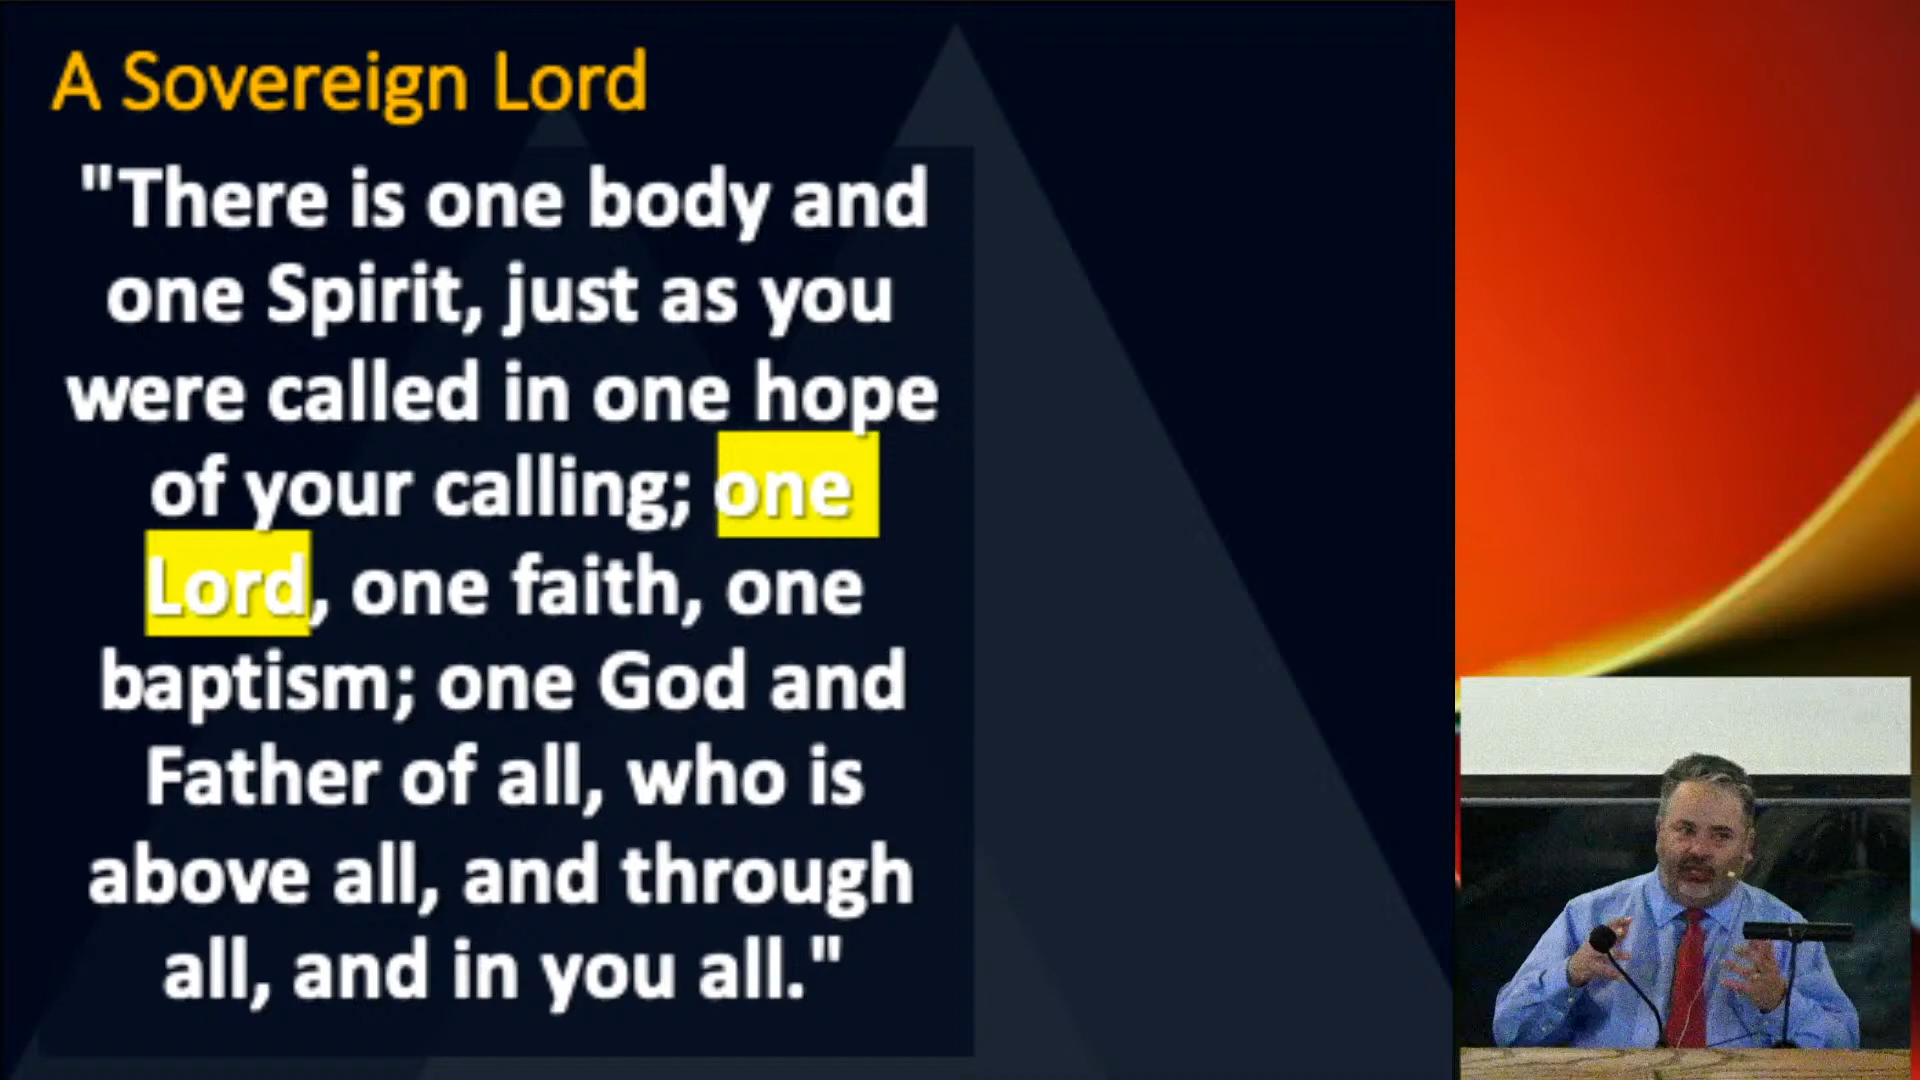 A Sovereign Lord
"There is one body and
one Spirit, just as you
were called in one hope
of your calling; one
Lord, one faith, one
baptism; one God and
Father of all, who is
above all, and through
all, and in you all."